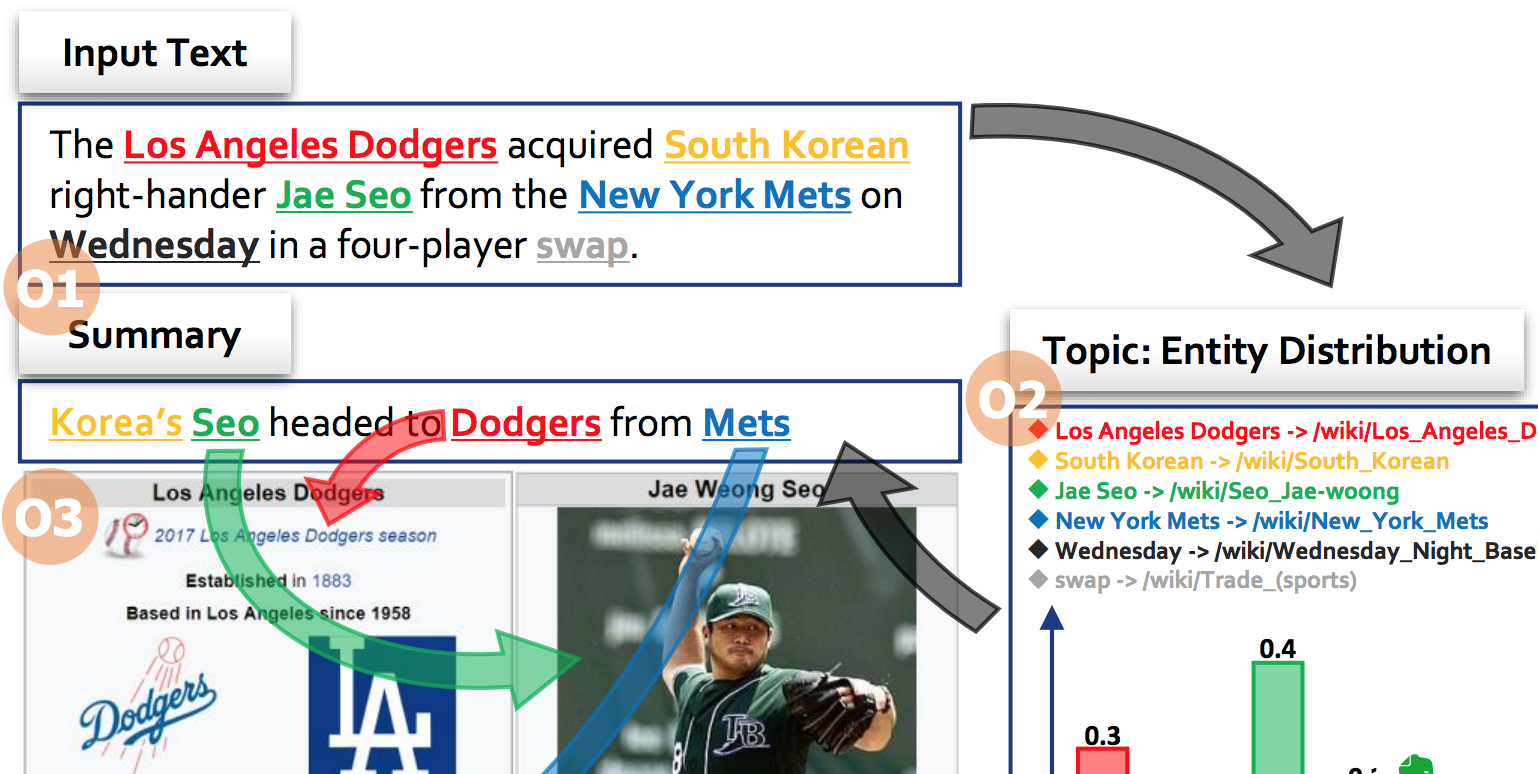 Input Text
The Los Angeles Dodgers acquired South Korean
right-hander Jae Seo from the New York Mets on
Wednesday in a four-player swap.
01
Summary
Korea's Seo headed to Dodgers from Mets
03
Los Angeles Dodgers
2017 Los Angeles Dodgers season
Established in 1883
Based in Los Angeles since 1958
Dodgers
LA
Jae Weong Seo
TB
Topic: Entity Distribution
02
Los Angeles Dodgers -> /wiki/Los_Angeles_D
South Korean -> /wiki/South_Korean
Jae Seo -> /wiki/Seo_Jae-woong
New York Mets -> /wiki/New_York_Mets
Wednesday -> /wiki/Wednesday_Night_Base
swap -> /wiki/Trade_(sports)
0.4
0.3